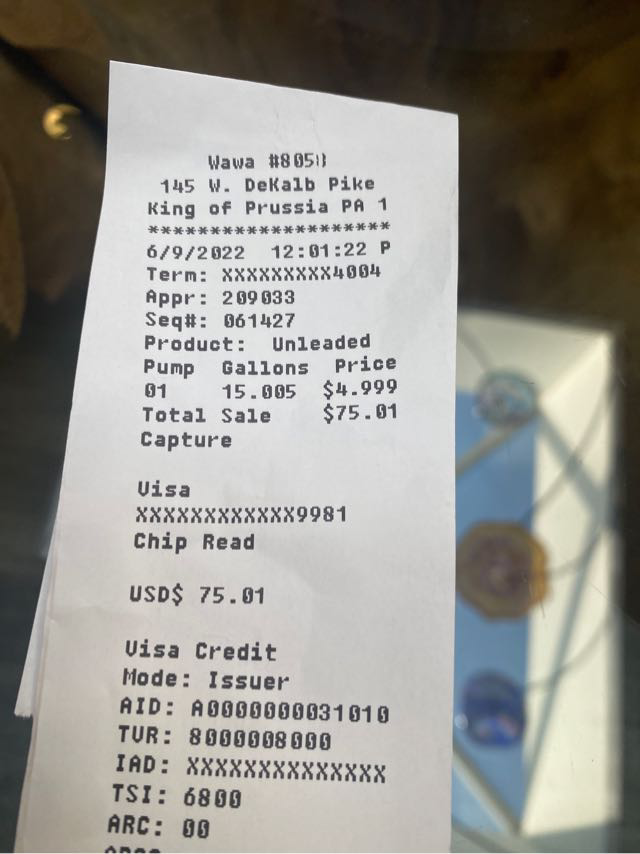 Wawa
145 W. DeKalb Pike
King of Prussia PA 1
********************
6/9/2022 12:01:22 P
Term: XXXXXXXXX4004
Appr: 209033
Seq#: 061427
Product: Unleaded
Pump Gallons Price
01 15.005 $4.999
Total Sale $75.01
Capture
Visa
XXXXXXXXXXXX9981
Chip Read
USD$ 75.01
Visa Credit
Mode: Issuer
AID: A0000000031010
TVR: 8000008000
IAD: XXXXXXXXXXXXXX
TSI: 6800
ARC: 00